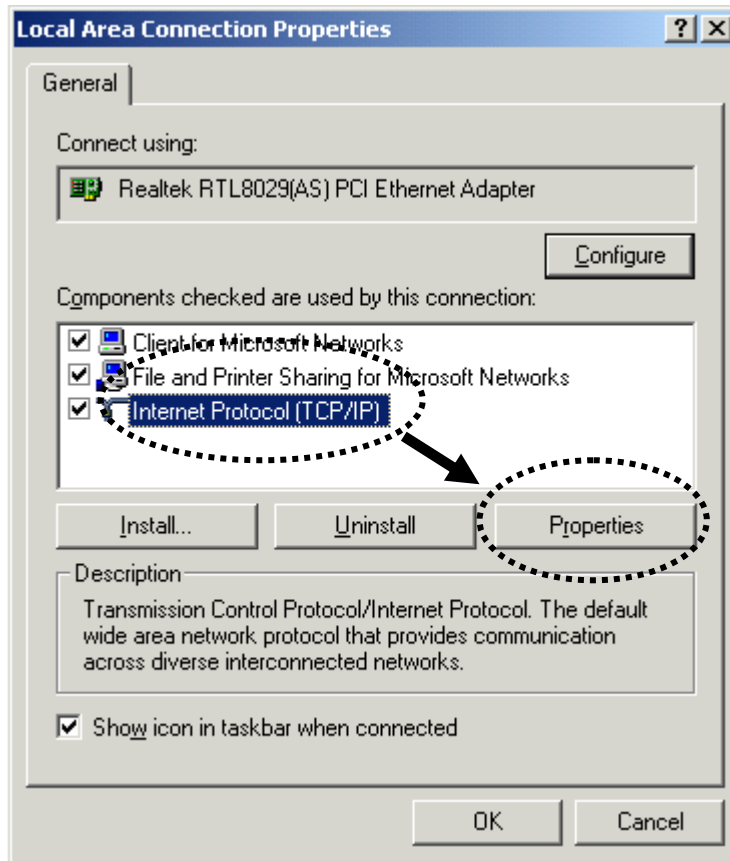 Local Area Connection Properties
General
Connect using:
Realtek RTL8029(AS) PCI Ethernet Adapter
Configure
Components checked are used by this connection:
Client for Microsoft Networks
File and Printer Sharing for Microsoft Networks
Internet Protocol (TCP/IP)
Install... Uninstall Properties
Description
Transmission Control Protocol/Internet Protocol. The default
wide area network protocol that provides communication
across diverse interconnected networks.
Show icon in taskbar when connected
OK Cancel